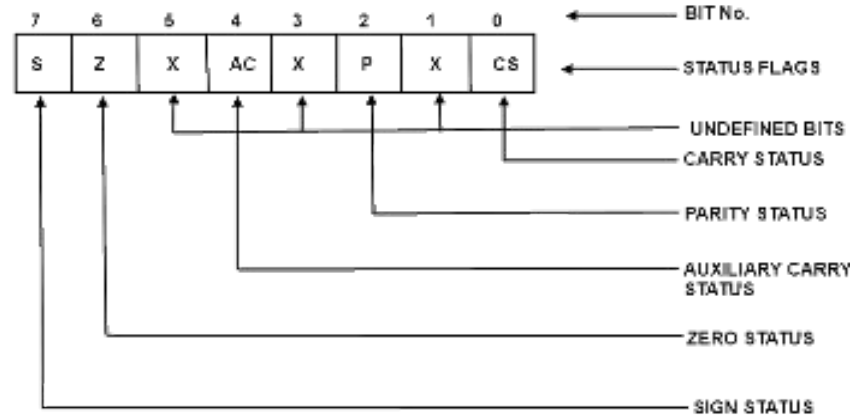 7 6 5 4 3 2 1 0 BIT No.
S Z X AC X P X CS STATUS FLAGS
UNDEFINED BITS
CARRY STATUS
PARITY STATUS
AUXILIARY CARRY
STATUS
ZERO STATUS
SIGN STATUS